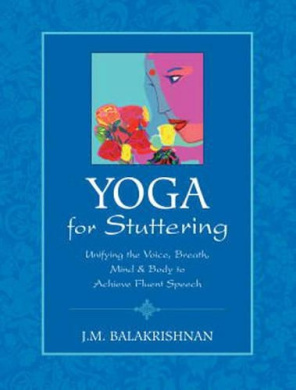 YOGA
for Stuttering
Unifying the Voice, Breath,
Mind & Body to
Achieve Fluent Speech
J.M. BALAKRISHNAN